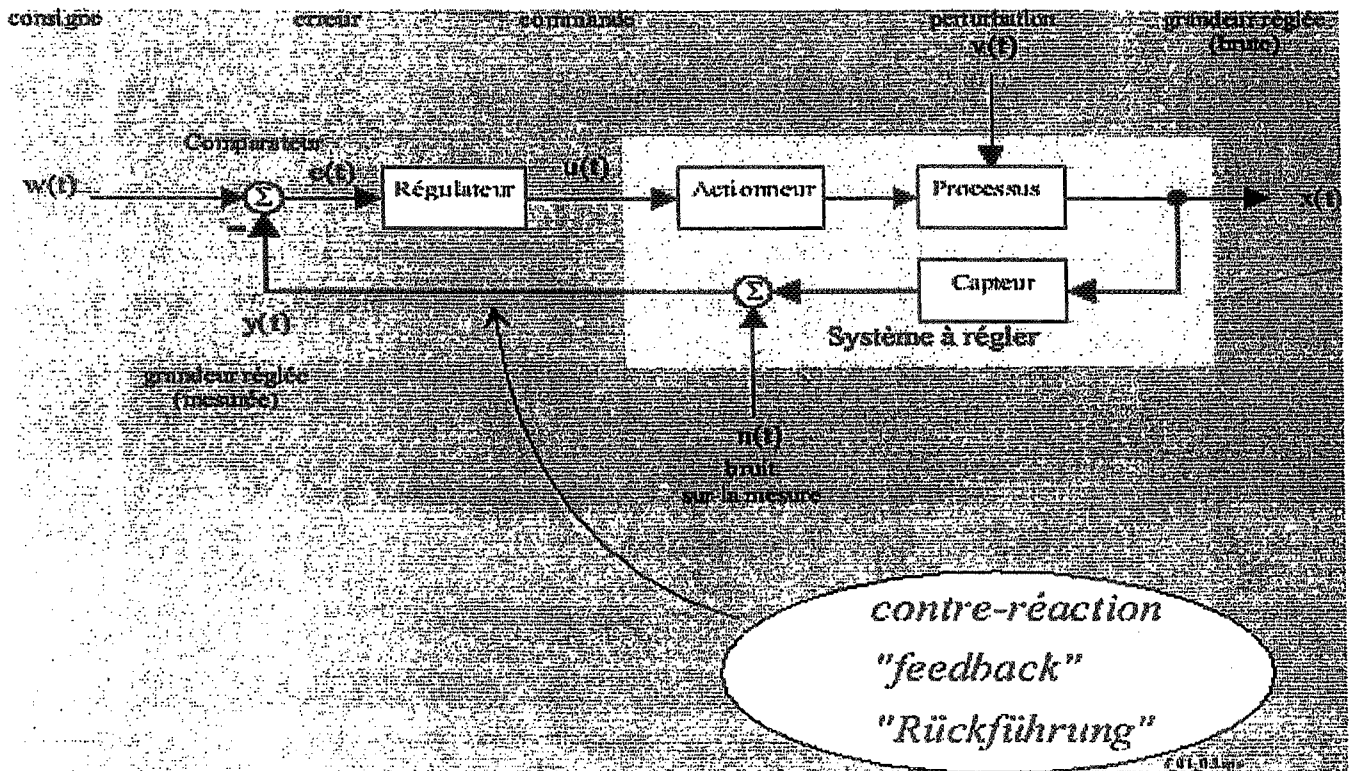 consigne
erreur
commande
perturbation
v(t)
grandeur réglée
(brute)
Comparateur
w(t)
Σ
e(t)
Régulateur
u(t)
Actionneur
Processus
x(t)
−
y(t)
Σ
Capteur
Système à régler
grandeur réglée
(mesurée)
n(t)
bruit
sur la mesure
contre-réaction
"feedback"
"Rückführung"